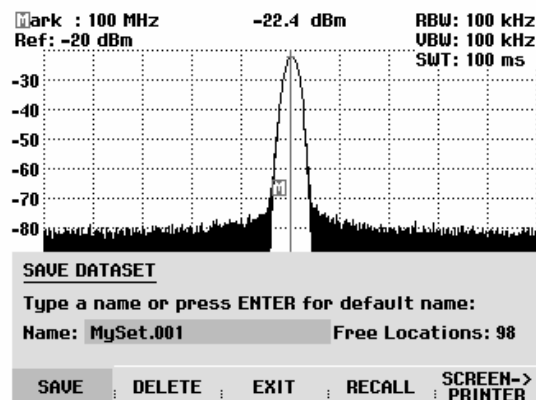 Mark : 100 MHz -22.4 dBm RBW: 100 kHz
Ref: -20 dBm VBW: 100 kHz
SWT: 100 ms
-30
-40
-50
-60
M
-70
-80
SAVE DATASET
Type a name or press ENTER for default name:
Name: MySet.001 Free Locations: 98
SAVE DELETE EXIT RECALL SCREEN->
PRINTER